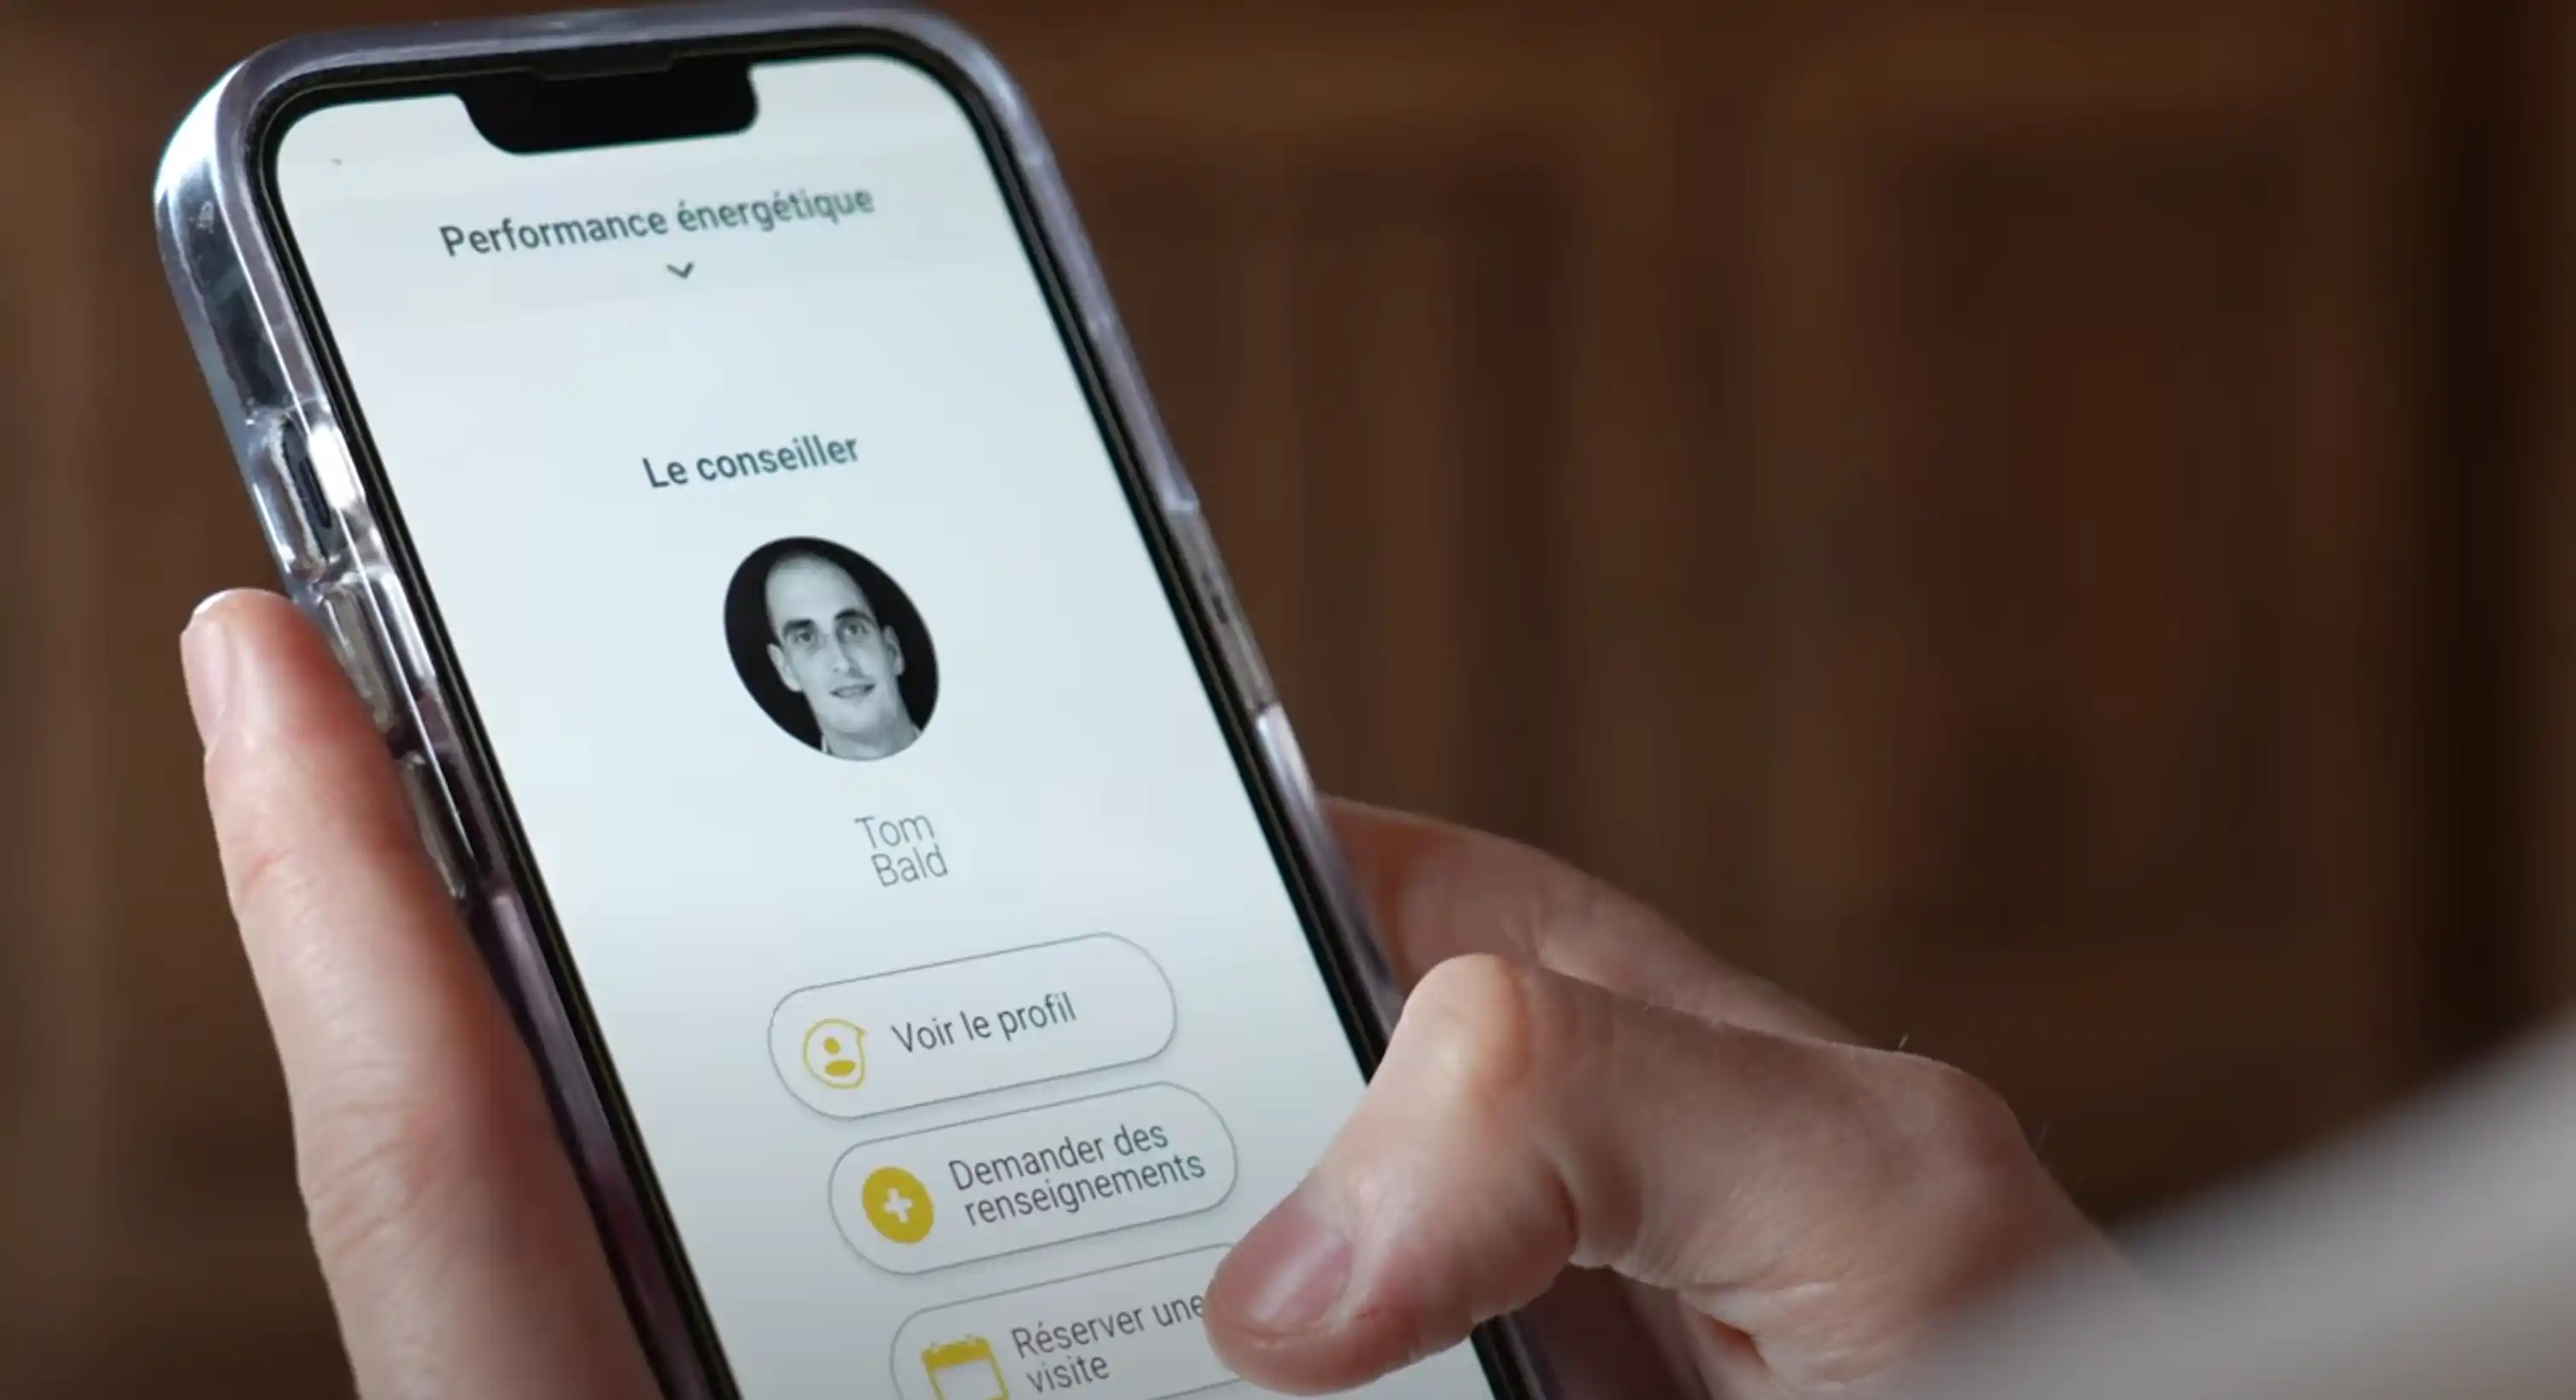 Performance énergétique
Le conseiller
Tom
Bald
Voir le profil
Demander des
renseignements
Réserver une
visite